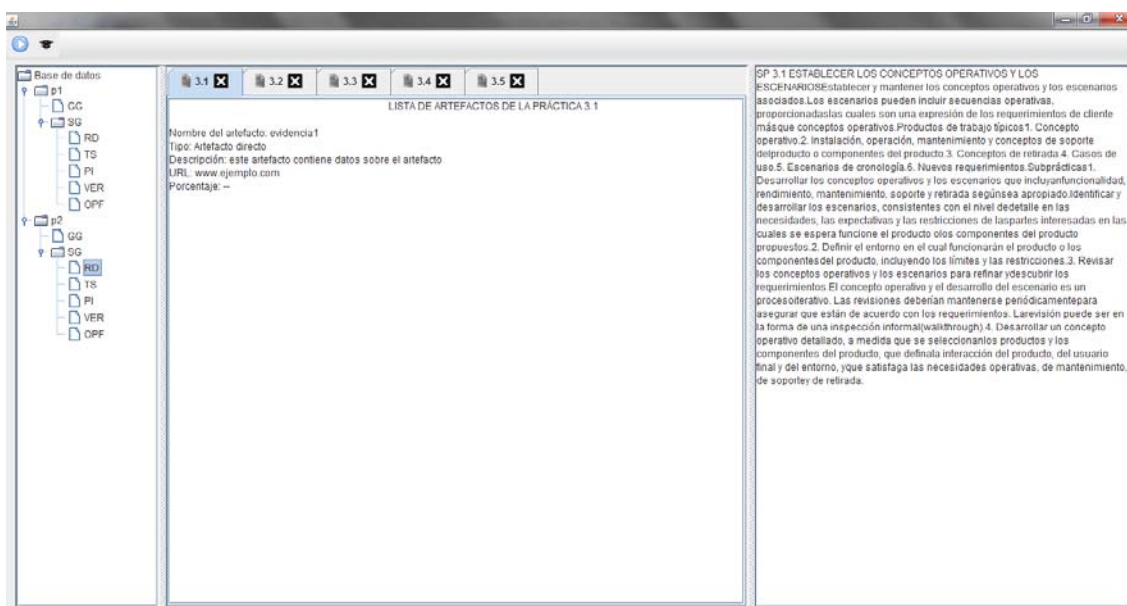 Base de datos
p1
GG
SG
RD
TS
PI
VER
OPF
p2
GG
SG
RD
TS
PI
VER
OPF
3.1
3.2
3.3
3.4
3.5
LISTA DE ARTEFACTOS DE LA PRÁCTICA 3.1
Nombre del artefacto: evidencia1
Tipo: Artefacto directo
Descripción: este artefacto contiene datos sobre el artefacto
URL: www.ejemplo.com
Porcentaje: --
SP 3.1 ESTABLECER LOS CONCEPTOS OPERATIVOS Y LOS
ESCENARIOSEstablecer y mantener los conceptos operativos y los escenarios
asociados.Los escenarios pueden incluir secuencias operativas,
proporcionadaslas cuales son una expresión de los requerimientos de cliente
másque conceptos operativos.Productos de trabajo típicos1. Concepto
operativo.2. Instalación, operación, mantenimiento y conceptos de soporte
delproducto o componentes del producto.3. Conceptos de retirada.4. Casos de
uso.5. Escenarios de cronología.6. Nuevos requerimientos.Subprácticas1.
Desarrollar los conceptos operativos y los escenarios que incluyanfuncionalidad,
rendimiento, mantenimiento, soporte y retirada segúnsea apropiado.Identificar y
desarrollar los escenarios, consistentes con el nivel dedetalle en las
necesidades, las expectativas y las restricciones de laspartes interesadas en las
cuales se espera funcione el producto olos componentes del producto
propuestos.2. Definir el entorno en el cual funcionarán el producto o los
componentesdel producto, incluyendo los límites y las restricciones.3. Revisar
los conceptos operativos y los escenarios para refinar ydescubrir los
requerimientos.El concepto operativo y el desarrollo del escenario es un
procesoiterativo. Las revisiones deberían mantenerse periódicamentepara
asegurar que están de acuerdo con los requerimientos. Larevisión puede ser en
la forma de una inspección informal(walkthrough).4. Desarrollar un concepto
operativo detallado, a medida que se seleccionanlos productos y los
componentes del producto, que definala interacción del producto, del usuario
final y del entorno, yque satisfaga las necesidades operativas, de mantenimiento,
de soportey de retirada.